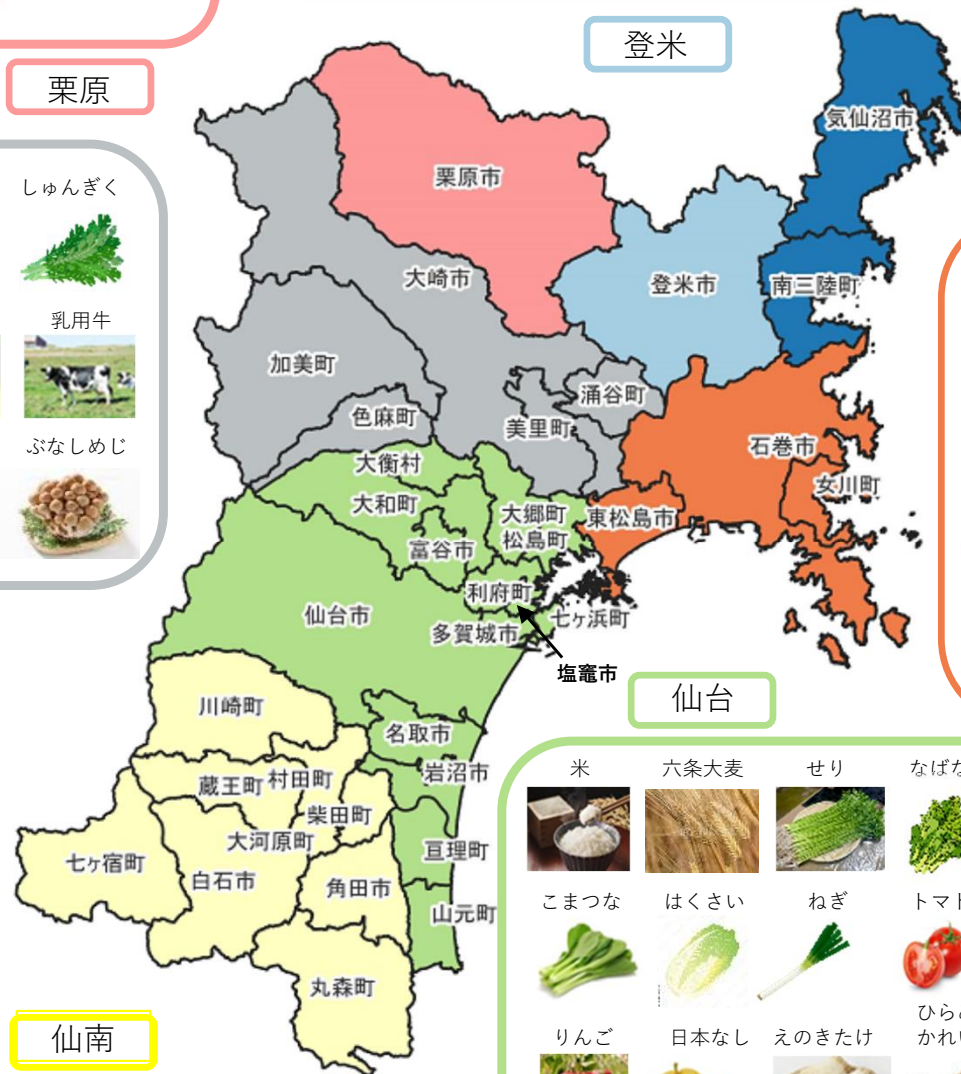 栗原
登米
しゅんぎく
乳用牛
ぶなしめじ
気仙沼市
栗原市
大崎市
登米市
南三陸町
加美町
涌谷町
色麻町
美里町
石巻市
大衡村
女川町
大和町
大郷町
東松島市
松島町
富谷市
利府町
仙台市
七ヶ浜町
多賀城市
塩竈市
仙台
川崎町
名取市
岩沼市
蔵王町
村田町
柴田町
大河原町
亘理町
七ヶ宿町
白石市
角田市
山元町
丸森町
仙南
米 六条大麦 せり なばな
こまつな はくさい ねぎ トマト
りんご 日本なし えのきたけ